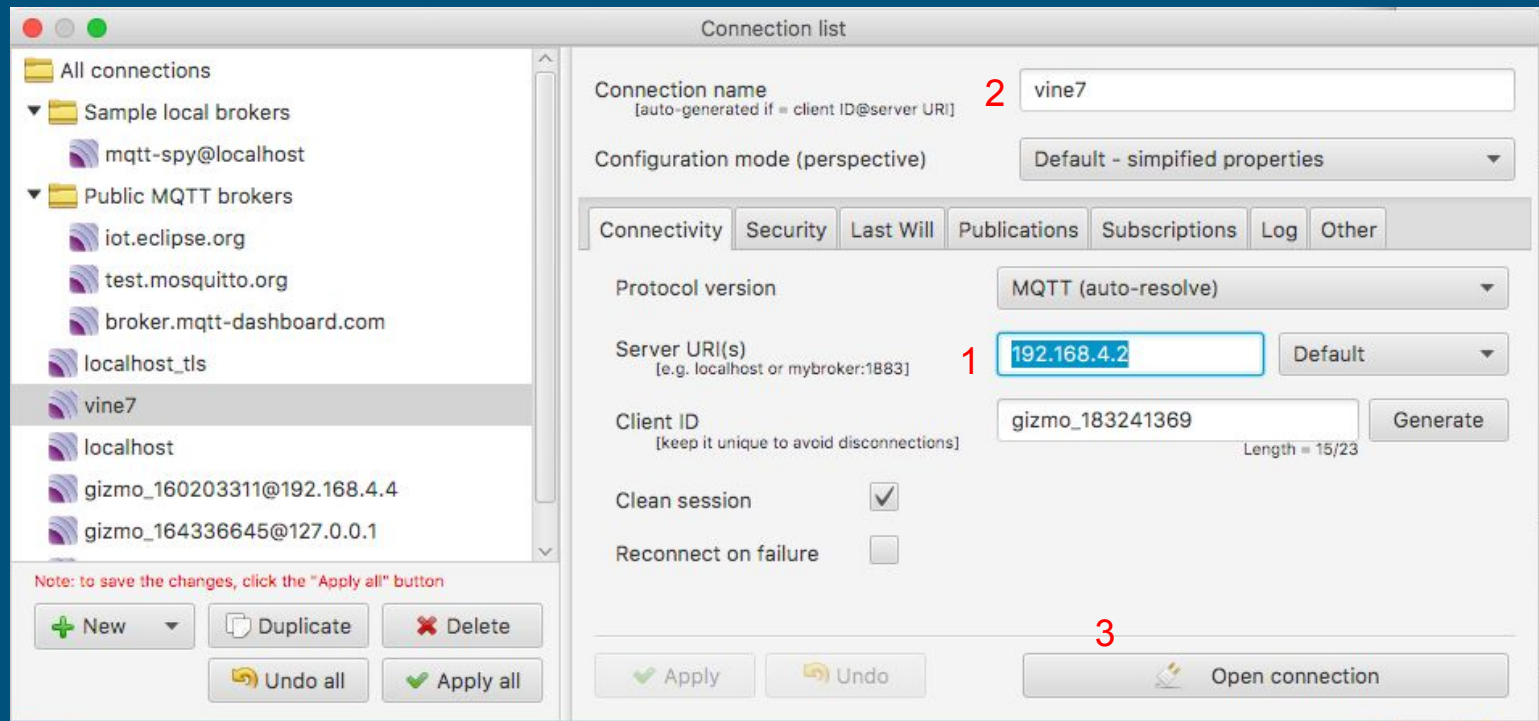 Connection list
All connections
Sample local brokers
mqtt-spy@localhost
Public MQTT brokers
iot.eclipse.org
test.mosquitto.org
broker.mqtt-dashboard.com
localhost_tls
vine7
localhost
gizmo_160203311@192.168.4.4
gizmo_164336645@127.0.0.1
Note: to save the changes, click the "Apply all" button
New
Duplicate
Delete
Undo all
Apply all
Connection name
[auto-generated if = client ID@server URI]
2
vine7
Configuration mode (perspective)
Default - simpified properties
Connectivity Security Last Will Publications Subscriptions Log Other
Protocol version
MQTT (auto-resolve)
Server URI(s)
[e.g. localhost or mybroker:1883]
1
192.168.4.2
Default
Client ID
[keep it unique to avoid disconnections]
gizmo_183241369
Generate
Length = 15/23
Clean session
Reconnect on failure
3
Apply
Undo
Open connection